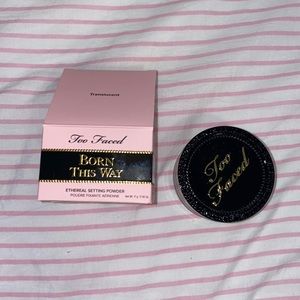 Translucent
Too Faced
BORN
THIS WAY
ETHEREAL SETTING POWDER
POUDRE FIXANTE AÉRIENNE
Too
Faced